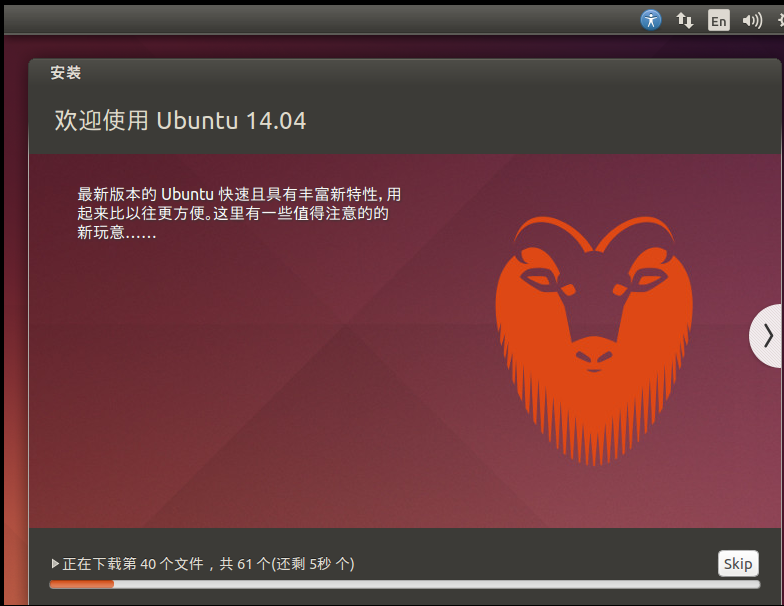 En
安装
欢迎使用 Ubuntu 14.04
最新版本的 Ubuntu 快速且具有丰富新特性，用
起来比以往更方便。这里有一些值得注意的的
新玩意……
正在下载第 40 个文件，共 61 个(还剩 5秒 个)
Skip